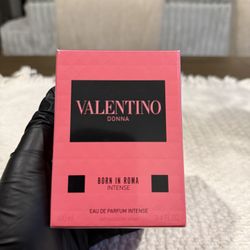 VALENTINO
DONNA
BORN IN ROMA
INTENSE
EAU DE PARFUM INTENSE